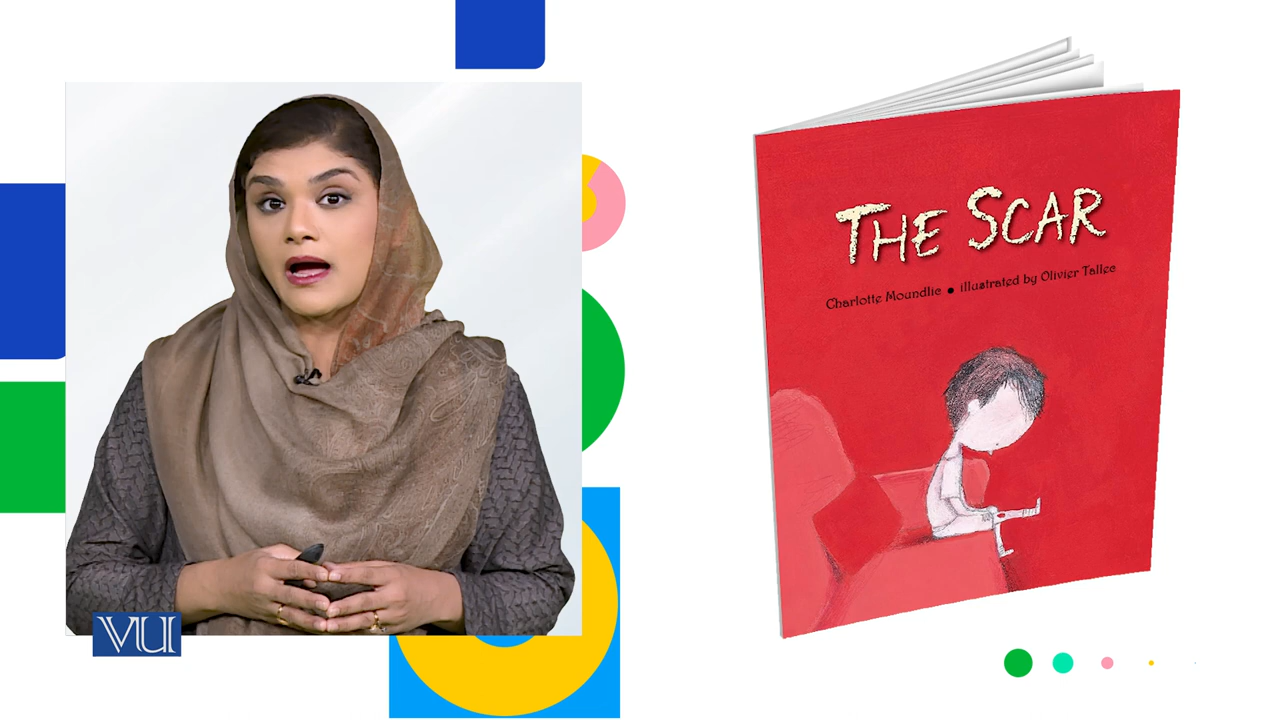 THE SCAR
Charlotte Moundlic • illustrated by Olivier Tallec
VU